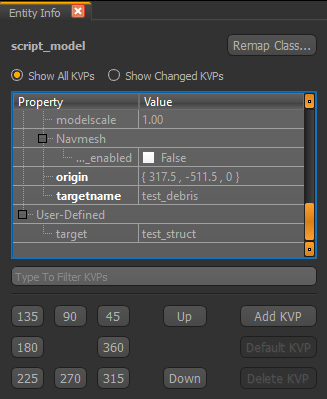 Entity Info
script_model
Remap Class...
Show All KVPs Show Changed KVPs
Property Value
modelscale 1.00
Navmesh
..._enabled False
origin { 317.5 , -511.5 , 0 }
targetname test_debris
User-Defined
target test_struct
Type To Filter KVPs
135 90 45 Up Add KVP
180 360 Default KVP
225 270 315 Down Delete KVP